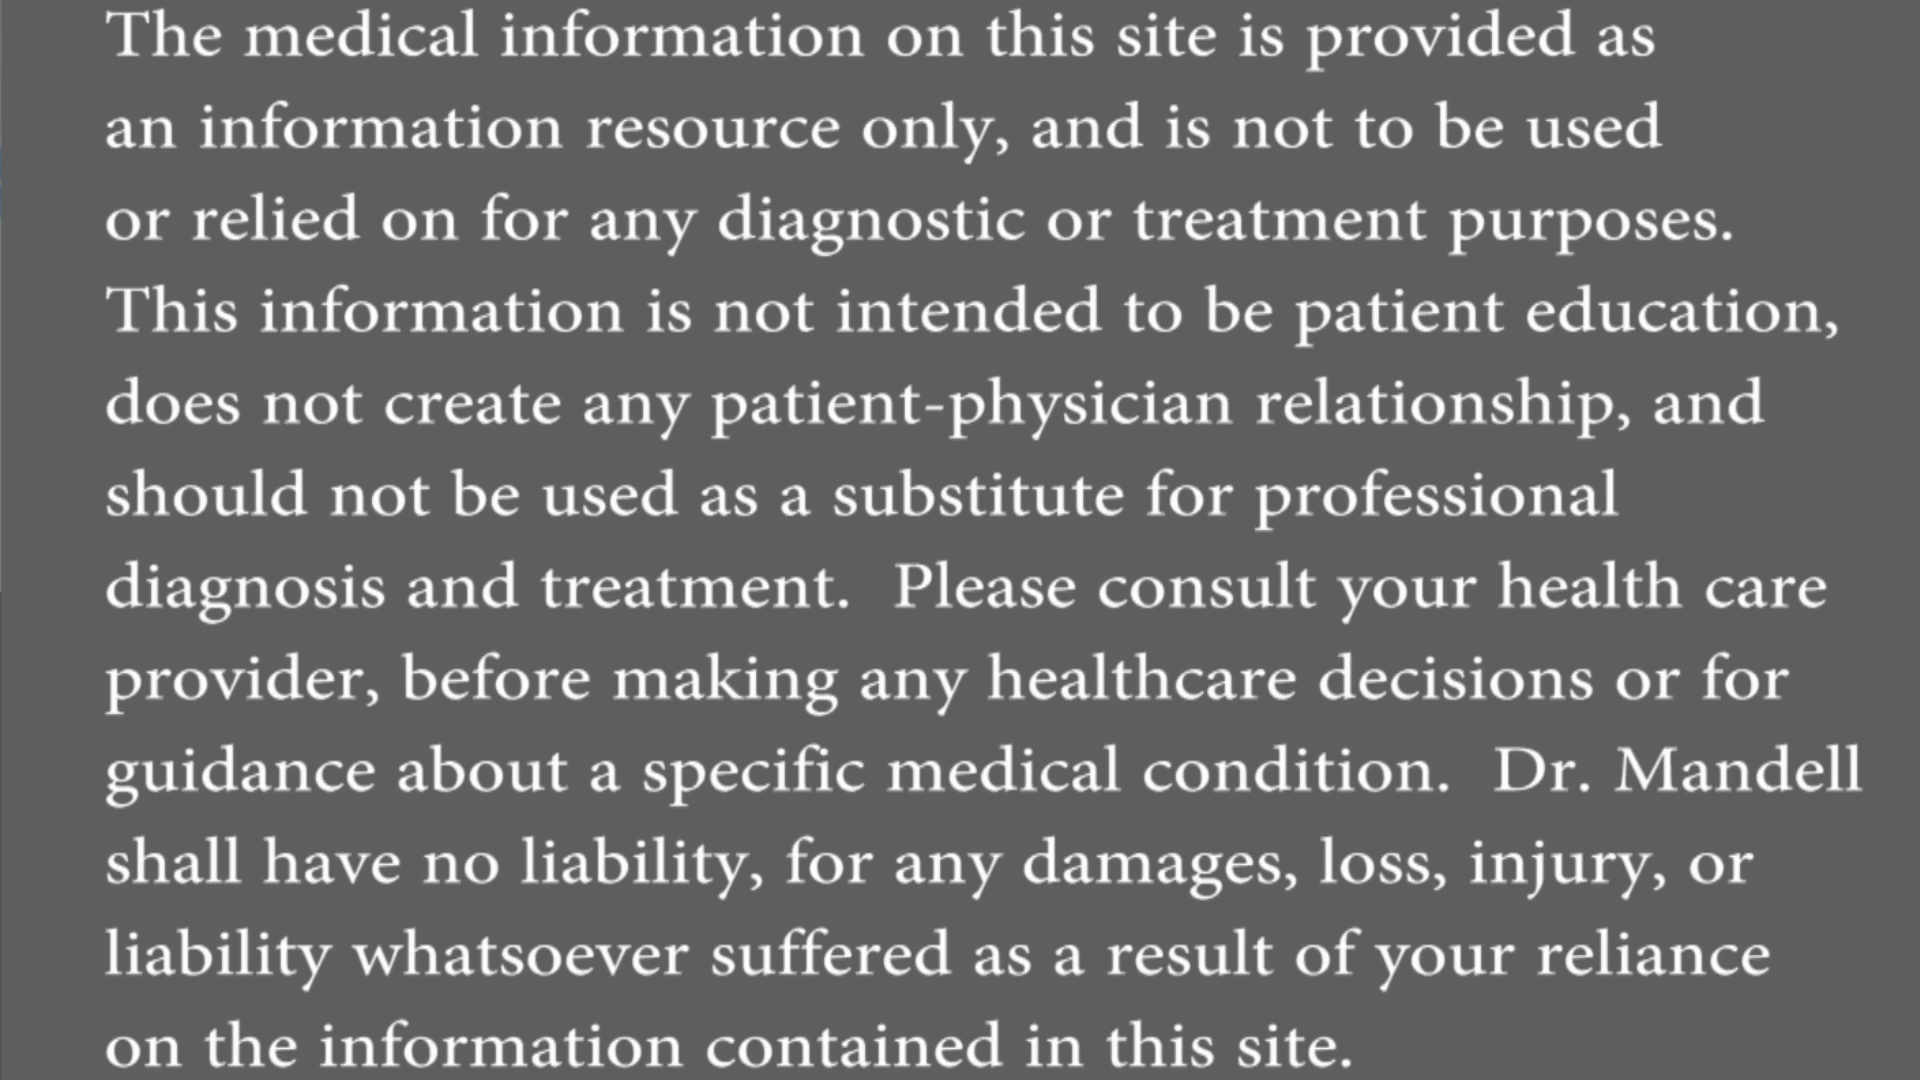 The medical information on this site is provided as
an information resource only, and is not to be used
or relied on for any diagnostic or treatment purposes.
This information is not intended to be patient education,
does not create any patient-physician relationship, and
should not be used as a substitute for professional
diagnosis and treatment.  Please consult your health care
provider, before making any healthcare decisions or for
guidance about a specific medical condition.  Dr. Mandell
shall have no liability, for any damages, loss, injury, or
liability whatsoever suffered as a result of your reliance
on the information contained in this site.